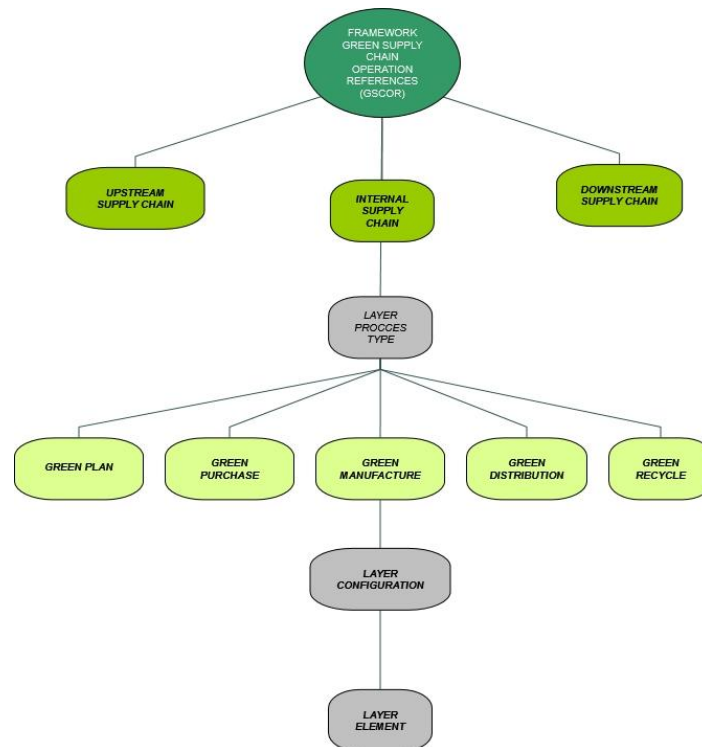 FRAMEWORK
GREEN SUPPLY
CHAIN
OPERATION
REFERENCES
(GSCOR)
UPSTREAM
SUPPLY CHAIN
INTERNAL
SUPPLY
CHAIN
DOWNSTREAM
SUPPLY CHAIN
LAYER
PROCCES
TYPE
GREEN PLAN
GREEN
PURCHASE
GREEN
MANUFACTURE
GREEN
DISTRIBUTION
GREEN
RECYCLE
LAYER
CONFIGURATION
LAYER
ELEMENT